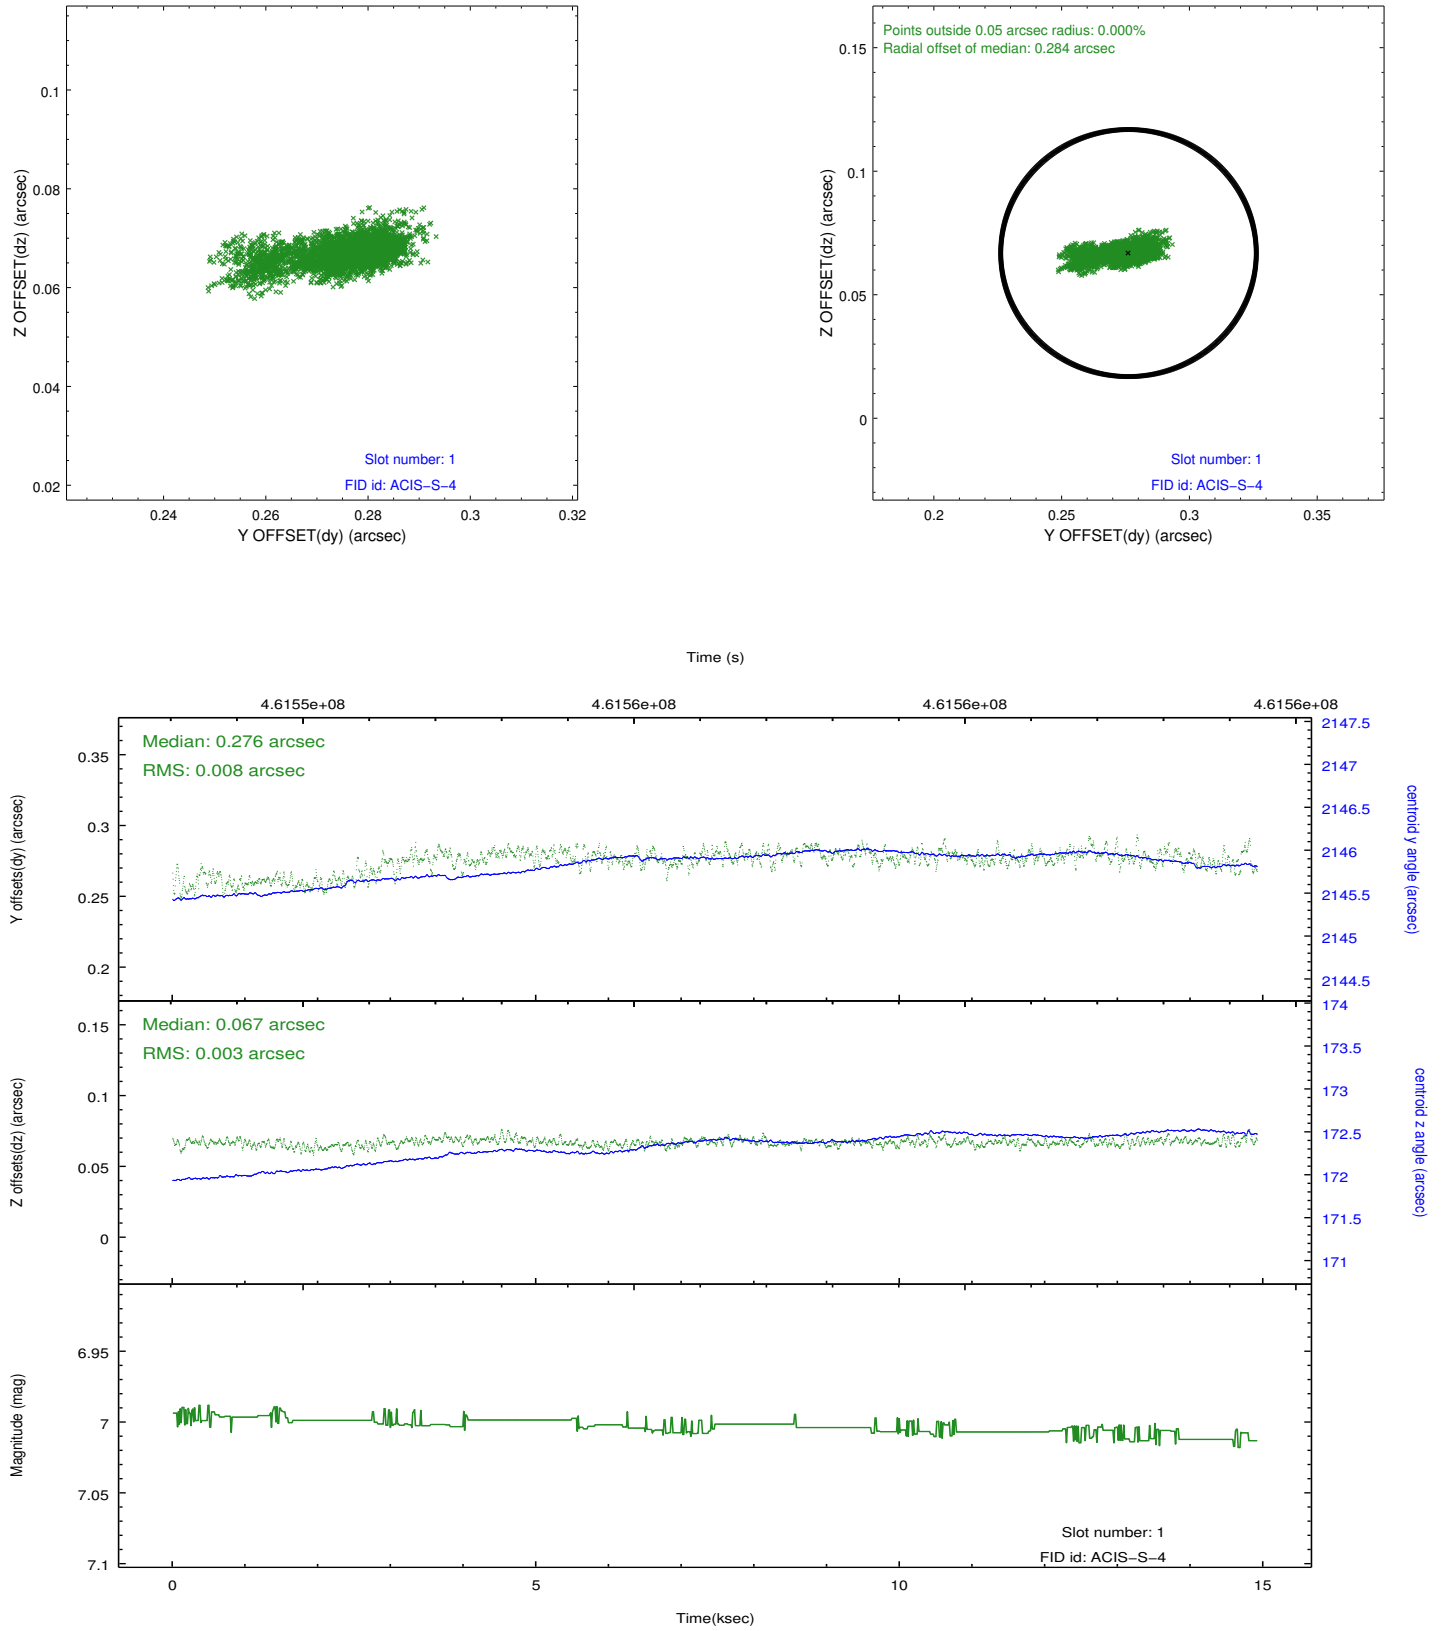 0.1
0.08
0.06
0.04
0.02
Z OFFSET(dz) (arcsec)
Slot number: 1
FID id: ACIS−S−4
0.24 0.26 0.28 0.3 0.32
Y OFFSET(dy) (arcsec)
Points outside 0.05 arcsec radius: 0.000%
Radial offset of median: 0.284 arcsec
0.15
0.1
0.05
0
Z OFFSET(dz) (arcsec)
Slot number: 1
FID id: ACIS−S−4
0.2 0.25 0.3 0.35
Y OFFSET(dy) (arcsec)
Time (s)
4.6155e+08 4.6156e+08 4.6156e+08 4.6156e+08
Median: 0.276 arcsec
RMS: 0.008 arcsec
0.35
0.3
0.25
0.2
Y offsets(dy) (arcsec)
2147.5
2147
2146.5
2146
2145.5
2145
2144.5
centroid y angle (arcsec)
Median: 0.067 arcsec
RMS: 0.003 arcsec
0.15
0.1
0.05
0
Z offsets(dz) (arcsec)
174
173.5
173
172.5
172
171.5
171
centroid z angle (arcsec)
6.95
7
7.05
7.1
Magnitude (mag)
Slot number: 1
FID id: ACIS−S−4
0 5 10 15
Time(ksec)